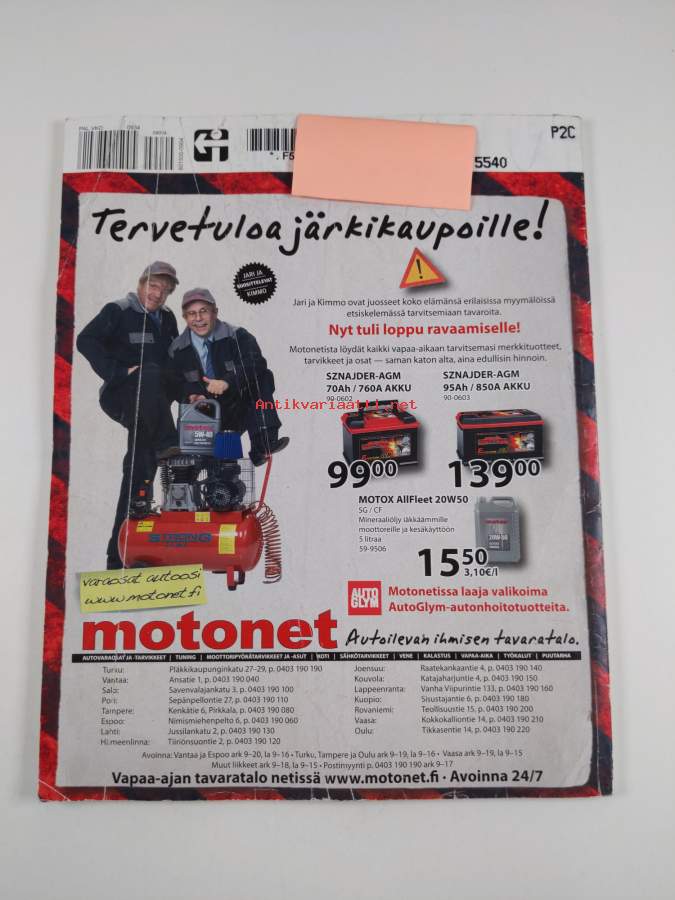 P2C
5540
Tervetuloa järkikaupoille!
JARI JA
SUOSITTELEVAT
KIMMO
Jari ja Kimmo ovat juosseet koko elämänsä erilaisissa myymälöissä
etsiskelemässä tarvitsemiaan tavaroita.
Nyt tuli loppu ravaamiselle!
Motonetista löydät kaikki vapaa-aikaan tarvitsemasi merkkituotteet,
tarvikkeet ja osat — saman katon alta, aina edullisin hinnoin.
SZNAJDER-AGM
70Ah / 760A AKKU
90-0602
SZNAJDER-AGM
95Ah / 850A AKKU
90-0603
Antikvariaatti.net
99 00
139 00
MOTOX AllFleet 20W50
SG / CF
Mineraaliöljy iäkkäämmille
moottoreille ja kesäkäyttöön
5 litraa
59-9506
15 50
3,10€/l
5W-40
20W-50
STRONG
varaosat autoosi
www.motonet.fi
AUTO
GLYM
Motonetissa laaja valikoima
AutoGlym-autonhoitotuotteita.
motonet Autoilevan ihmisen tavaratalo.
AUTOVARAOSAT JA -TARVIKKEET | TUNING | MOOTTORIPYÖRÄTARVIKKEET JA -ASUT | KOTI | SÄHKÖTARVIKKEET | VENE | KALASTUS | VAPAA-AIKA | TYÖKALUT | PUUTARHA
Turku: Pläkkikaupunginkatu 27–29, p. 0403 190 190
Vantaa: Ansatie 1, p. 0403 190 040
Salo: Savenvalajankatu 3, p. 0403 190 100
Pori: Sepänpellontie 27, p. 0403 190 110
Tampere: Kenkätie 6, Pirkkala, p. 0403 190 080
Espoo: Nimismiehenpelto 6, p. 0403 190 060
Lahti: Jussilankatu 2, p. 0403 190 130
Hi.meenlinna: Tiiriönsuontie 2, p. 0403 190 120
Joensuu: Raatekankaantie 4, p. 0403 190 140
Kouvola: Katajaharjuntie 4, p. 0403 190 150
Lappeenranta: Vanha Viipurintie 133, p. 0403 190 160
Kuopio: Sisustajantie 6, p. 0403 190 180
Rovaniemi: Teollisuustie 15, p. 0403 190 200
Vaasa: Kokkokalliontie 14, p. 0403 190 210
Oulu: Tikkasentie 14, p. 0403 190 220
Avoinna: Vantaa ja Espoo ark 9–20, la 9–16 • Turku, Tampere ja Oulu ark 9–19, la 9–16 • Vaasa ark 9–19, la 9–15
Muut liikkeet ark 9–18, la 9–15 • Postimyynti p. 0403 190 190 ark 9–17
Vapaa-ajan tavaratalo netissä www.motonet.fi · Avoinna 24/7